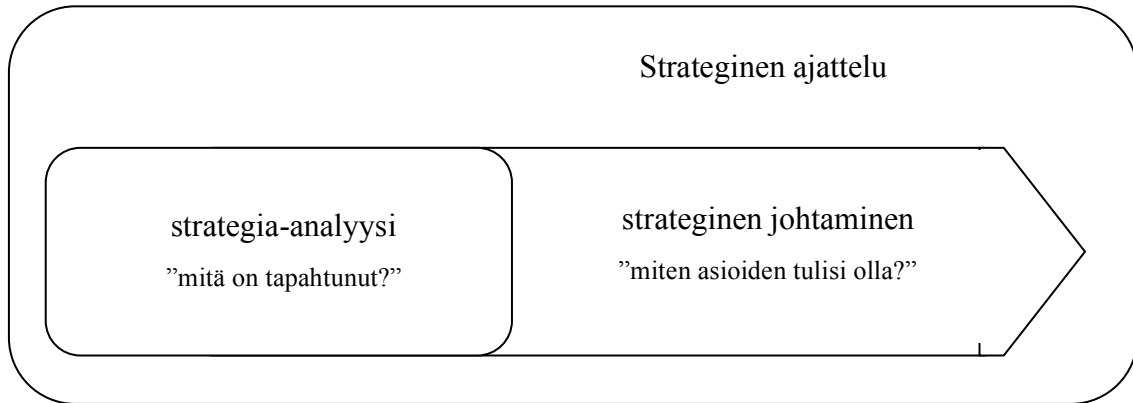 Strateginen ajattelu
strategia-analyysi
”mitä on tapahtunut?”
strateginen johtaminen
”miten asioiden tulisi olla?”